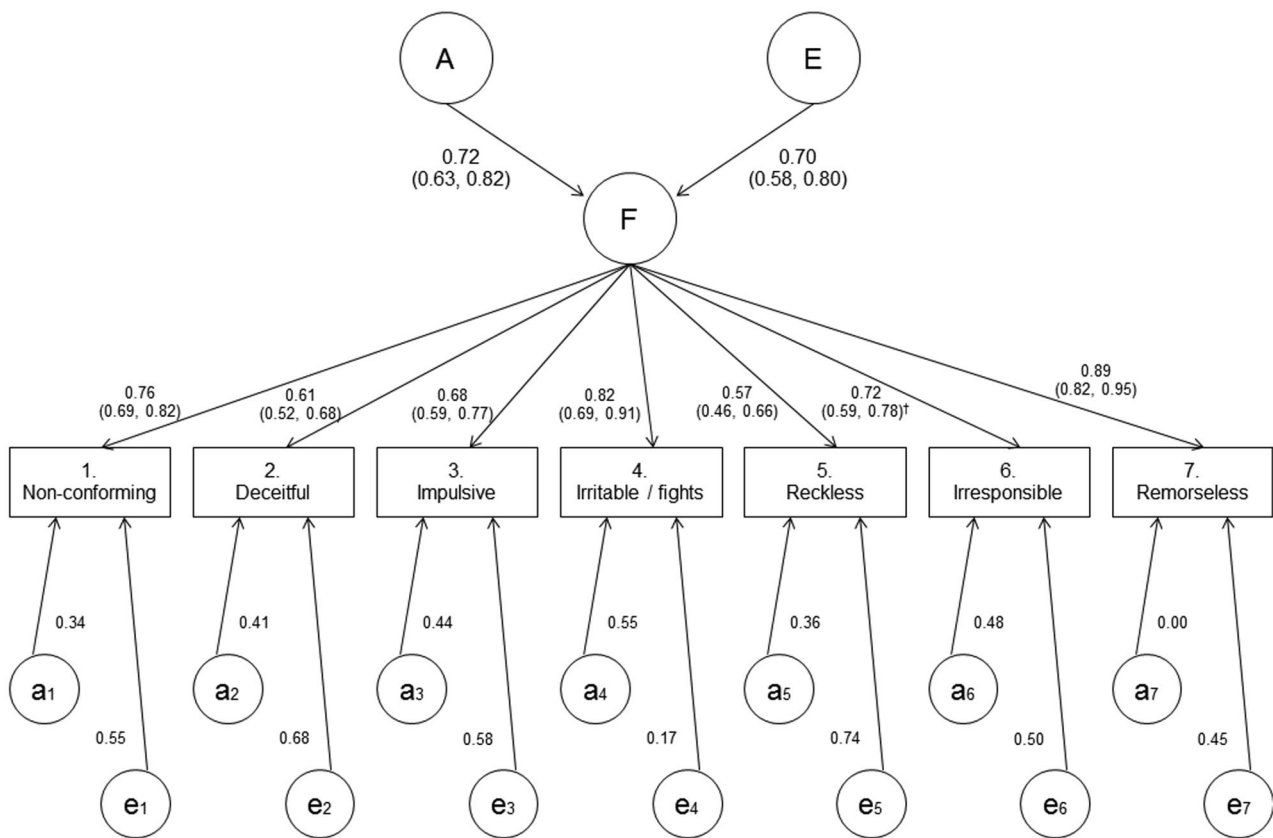 A
E
0.72
(0.63, 0.82)
0.70
(0.58, 0.80)
F
0.76
(0.69, 0.82)
0.61
(0.52, 0.68)
0.68
(0.59, 0.77)
0.82
(0.69, 0.91)
0.57
(0.46, 0.66)
0.72
(0.59, 0.78)†
0.89
(0.82, 0.95)
1.
Non-conforming
2.
Deceitful
3.
Impulsive
4.
Irritable / fights
5.
Reckless
6.
Irresponsible
7.
Remorseless
0.34
0.41
0.44
0.55
0.36
0.48
0.00
a1
a2
a3
a4
a5
a6
a7
0.55
0.68
0.58
0.17
0.74
0.50
0.45
e1
e2
e3
e4
e5
e6
e7